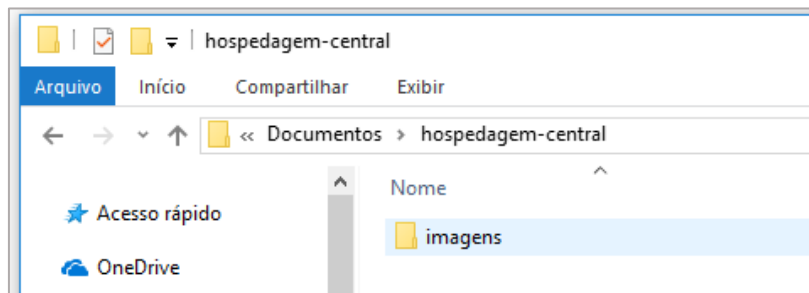 hospedagem-central
Arquivo Início Compartilhar Exibir
« Documentos › hospedagem-central
Nome
Acesso rápido
imagens
OneDrive